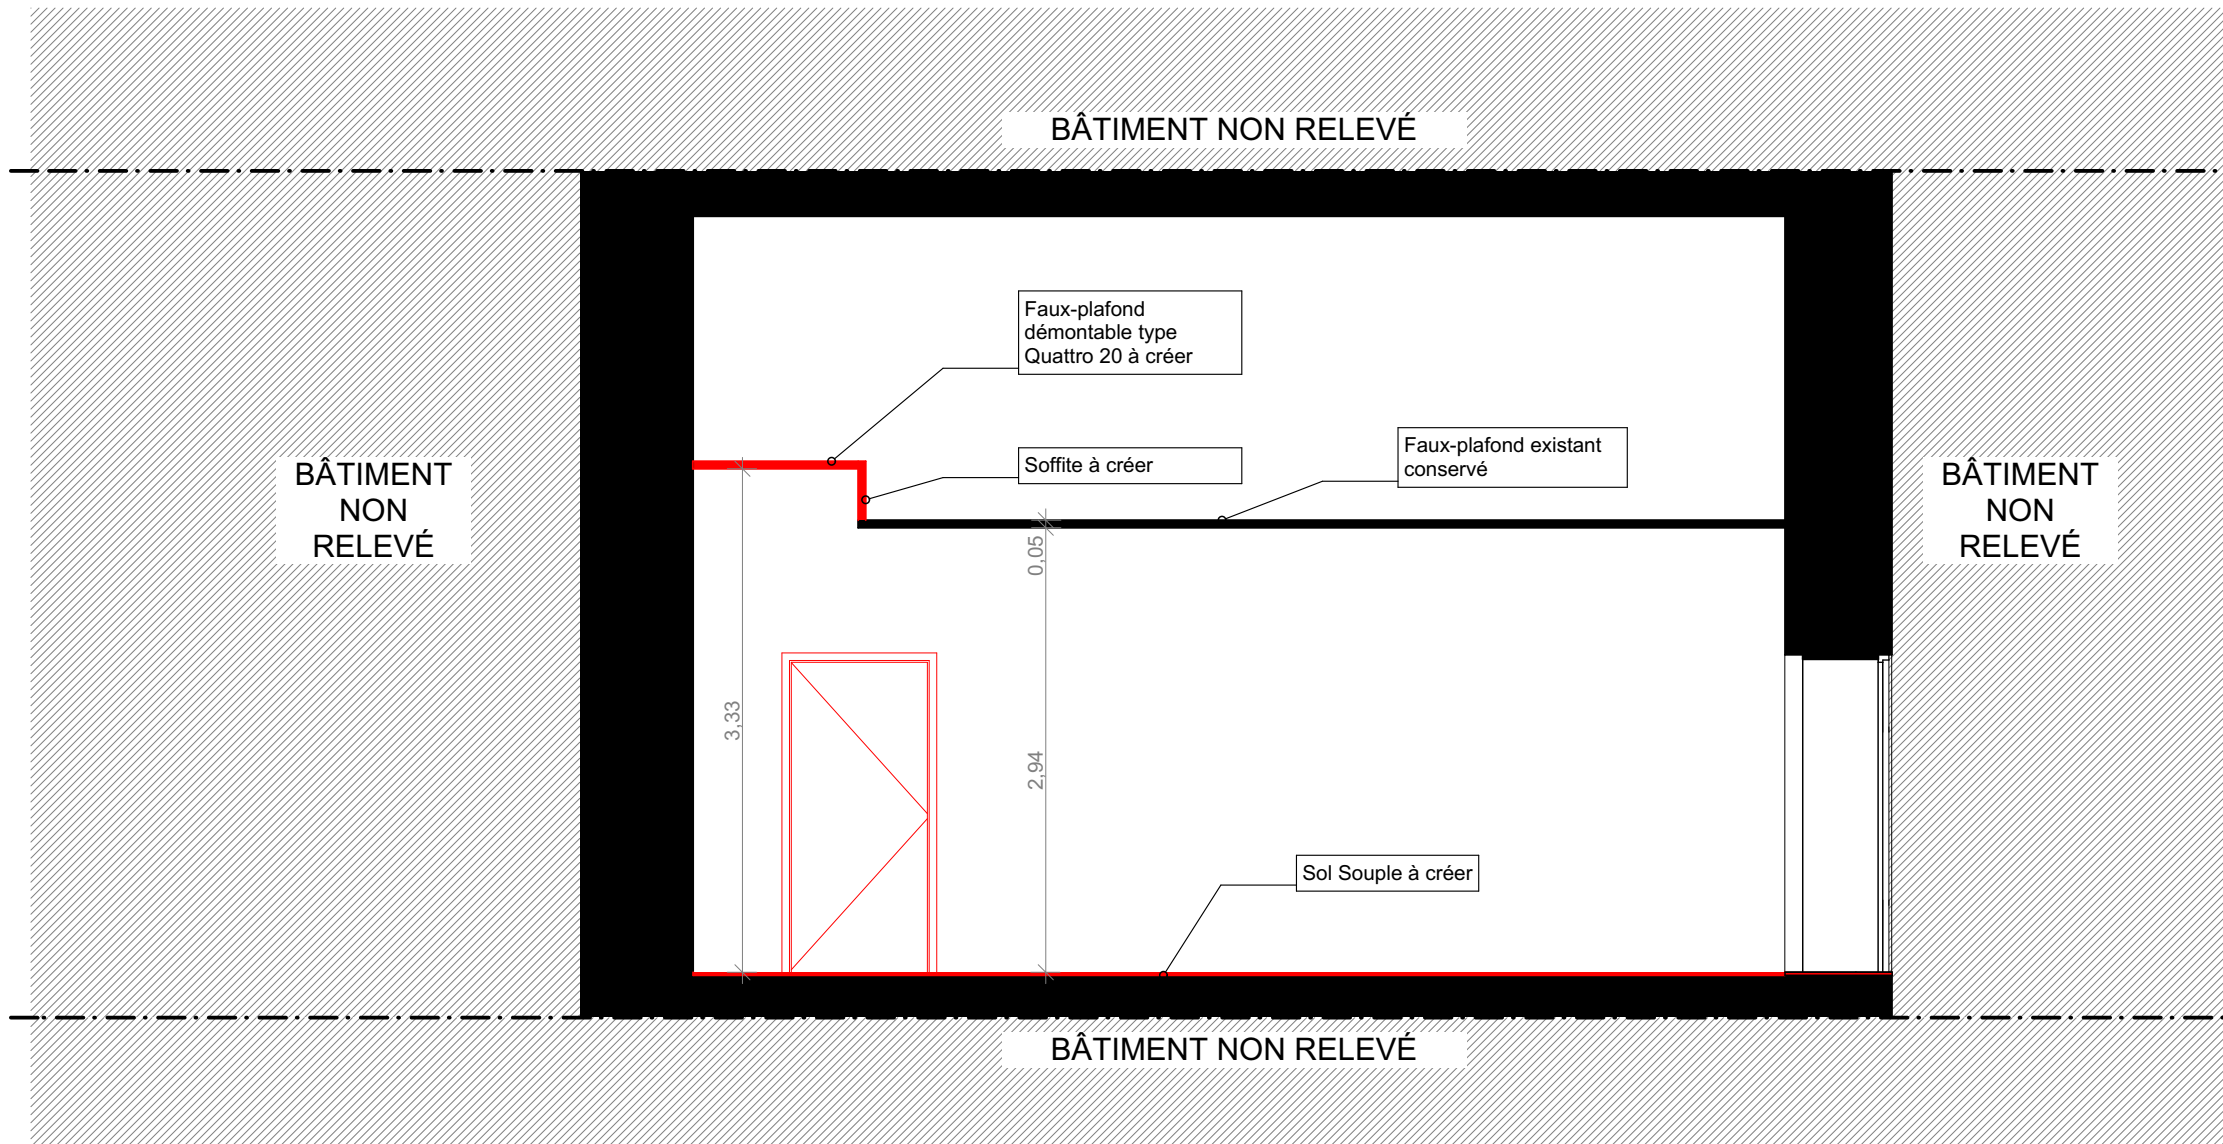 BÂTIMENT NON RELEVÉ
Faux-plafond
démontable type
Quattro 20 à créer
Soffite à créer
Faux-plafond existant
conservé
BÂTIMENT
NON
RELEVÉ
BÂTIMENT
NON
RELEVÉ
0,05
3,33
2,94
Sol Souple à créer
BÂTIMENT NON RELEVÉ